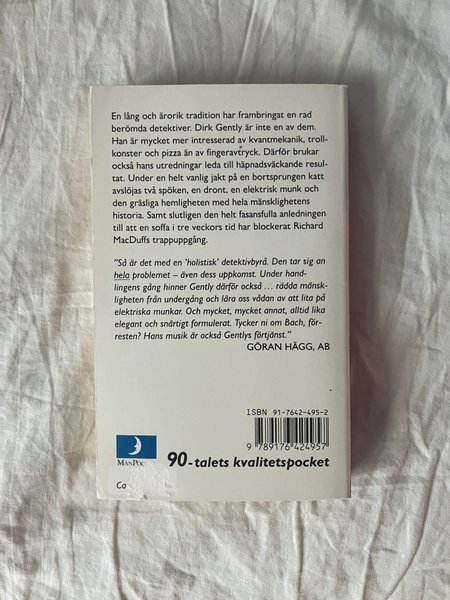 En lång och ärorik tradition har frambringat en rad
berömda detektiver. Dirk Gently är inte en av dem.
Han är mycket mer intresserad av kvantmekanik, troll-
konster och pizza än av fingeravtryck. Därför brukar
också hans utredningar leda till häpnadsväckande resul-
tat. Under en helt vanlig jakt på en bortsprungen katt
avslöjas två spöken, en dront, en elektrisk munk och
den gräsliga hemligheten med hela mänsklighetens
historia. Samt slutligen den helt fasansfulla anledningen
till att en soffa i tre veckors tid har blockerat Richard
MacDuffs trappuppgång.
"Så är det med en 'holistisk' detektivbyrå. Den tar sig an
hela problemet – även dess uppkomst. Under hand-
lingens gång hinner Gently därför också ... rädda mänsk-
ligheten från undergång och lära oss vådan av att lita på
elektriska munkar. Och mycket, mycket annat, alltid lika
elegant och snärtigt formulerat. Tycker ni om Bach, för-
resten? Hans musik är också Gentlys förtjänst."
GÖRAN HÄGG, AB
ISBN 91-7642-495-2
9 789176 424957
MÅNPOC
90-talets kvalitetspocket
Ca